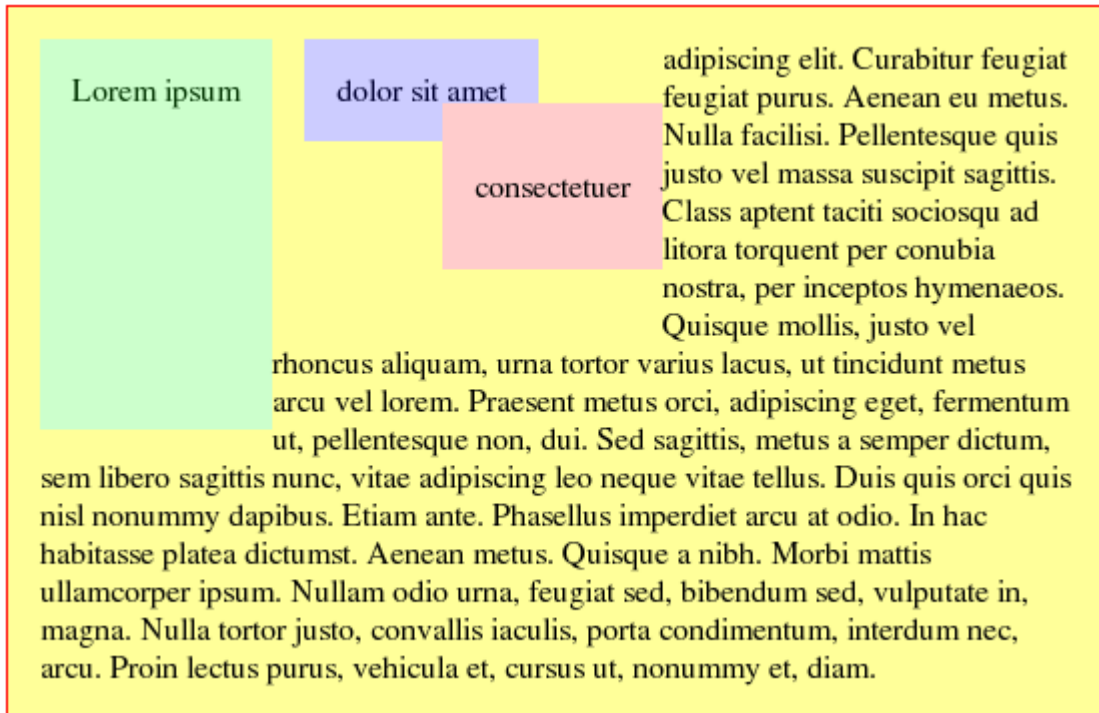 Lorem ipsum
dolor sit amet
consectetuer
adipiscing elit. Curabitur feugiat
feugiat purus. Aenean eu metus.
Nulla facilisi. Pellentesque quis
justo vel massa suscipit sagittis.
Class aptent taciti sociosqu ad
litora torquent per conubia
nostra, per inceptos hymenaeos.
Quisque mollis, justo vel
rhoncus aliquam, urna tortor varius lacus, ut tincidunt metus
arcu vel lorem. Praesent metus orci, adipiscing eget, fermentum
ut, pellentesque non, dui. Sed sagittis, metus a semper dictum,
sem libero sagittis nunc, vitae adipiscing leo neque vitae tellus. Duis quis orci quis
nisl nonummy dapibus. Etiam ante. Phasellus imperdiet arcu at odio. In hac
habitasse platea dictumst. Aenean metus. Quisque a nibh. Morbi mattis
ullamcorper ipsum. Nullam odio urna, feugiat sed, bibendum sed, vulputate in,
magna. Nulla tortor justo, convallis iaculis, porta condimentum, interdum nec,
arcu. Proin lectus purus, vehicula et, cursus ut, nonummy et, diam.